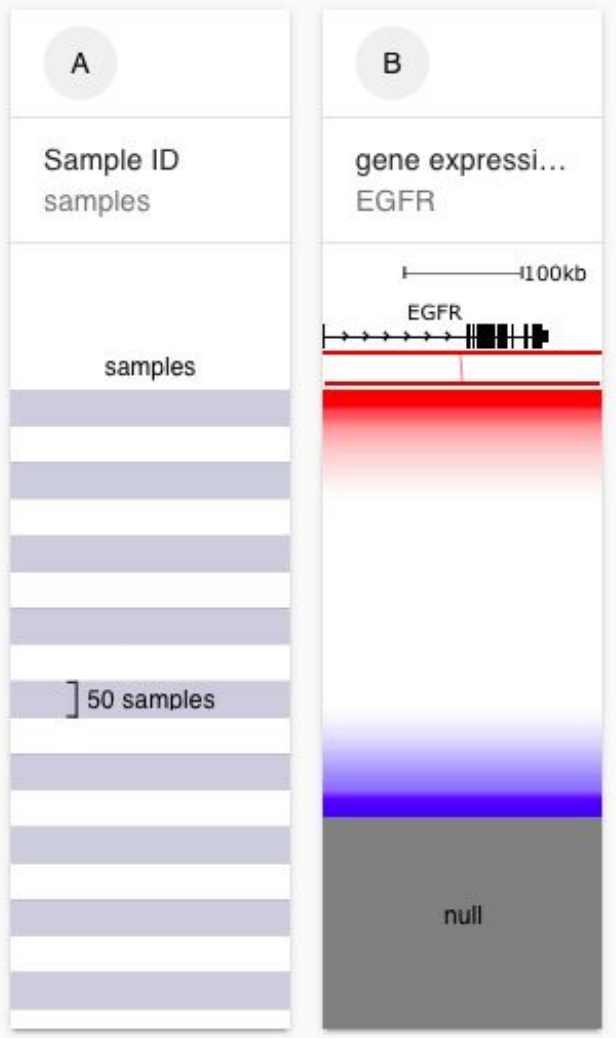 A
Sample ID
samples
samples
50 samples
B
gene expressi...
EGFR
100kb
EGFR
null